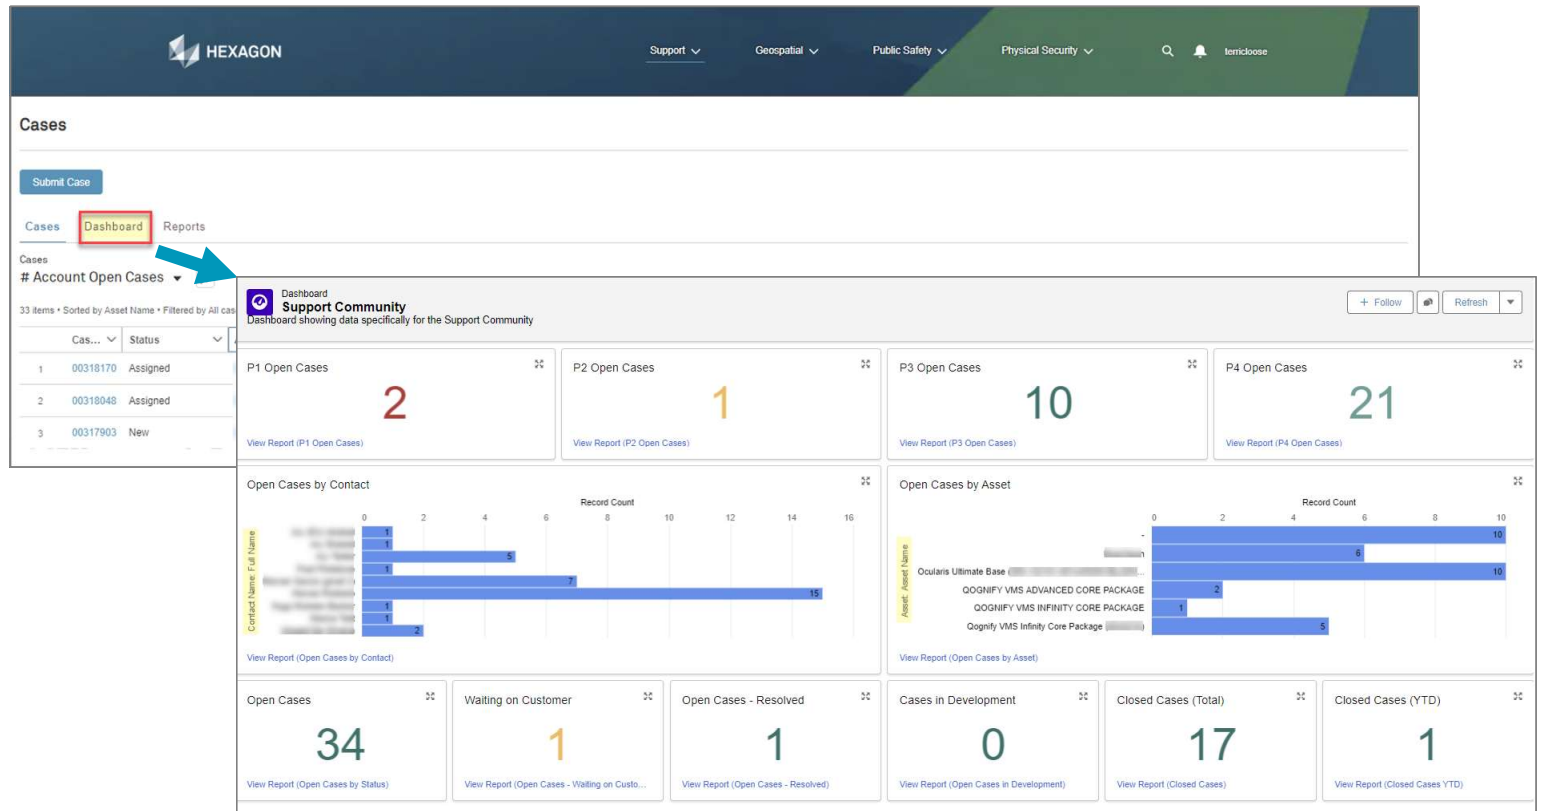 HEXAGON
Support
Geospatial
Public Safety
Physical Security
terricloose
Cases
Submit Case
Cases
Dashboard
Reports
Cases
# Account Open Cases
33 items • Sorted by Asset Name • Filtered by All cas
Cas...
Status
1 00318170 Assigned
2 00318048 Assigned
3 00317903 New
Dashboard
Support Community
Dashboard showing data specifically for the Support Community
+ Follow
Refresh
P1 Open Cases
2
View Report (P1 Open Cases)
P2 Open Cases
1
View Report (P2 Open Cases)
P3 Open Cases
10
View Report (P3 Open Cases)
P4 Open Cases
21
View Report (P4 Open Cases)
Open Cases by Contact
Record Count
0 2 4 6 8 10 12 14 16
Contact Name: Full Name
1
1
5
1
7
15
1
1
2
View Report (Open Cases by Contact)
Open Cases by Asset
Record Count
0 2 4 6 8 10
Asset: Asset Name
- 10
6
Ocularis Ultimate Base ( ... 10
QOGNIFY VMS ADVANCED CORE PACKAGE 2
QOGNIFY VMS INFINITY CORE PACKAGE 1
Qognify VMS Infinity Core Package 5
View Report (Open Cases by Asset)
Open Cases
34
View Report (Open Cases by Status)
Waiting on Customer
1
View Report (Open Cases - Waiting on Custo...
Open Cases - Resolved
1
View Report (Open Cases - Resolved)
Cases in Development
0
View Report (Open Cases in Development)
Closed Cases (Total)
17
View Report (Closed Cases)
Closed Cases (YTD)
1
View Report (Closed Cases YTD)